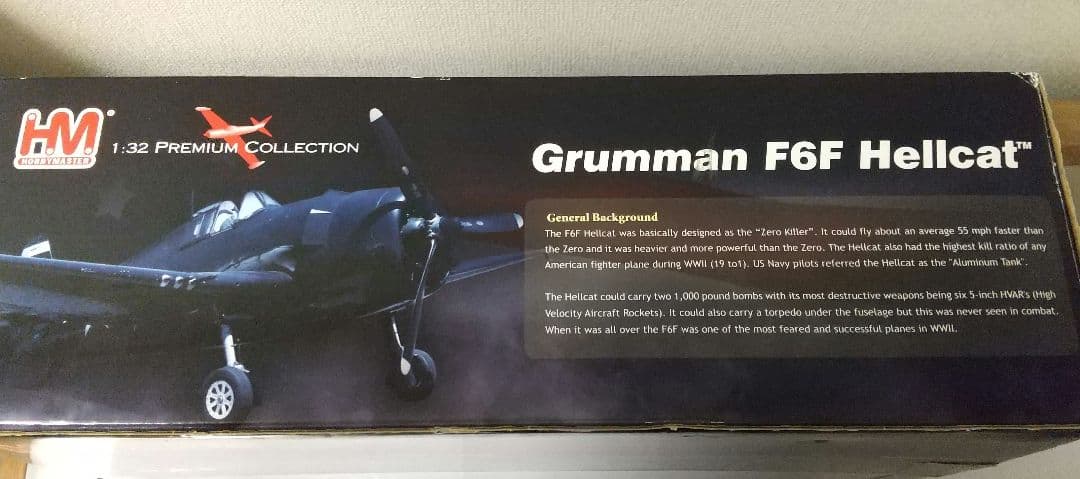 HM
HOBBYMASTER
1:32 PREMIUM COLLECTION
Grumman F6F Hellcat™
General Background
The F6F Hellcat was basically designed as the "Zero Killer". It could fly about an average 55 mph faster than
the Zero and it was heavier and more powerful than the Zero. The Hellcat also had the highest kill ratio of any
American fighter plane during WWII (19 to1). US Navy pilots referred the Hellcat as the "Aluminum Tank".
The Hellcat could carry two 1,000 pound bombs with its most destructive weapons being six 5-inch HVAR's (High
Velocity Aircraft Rockets). It could also carry a torpedo under the fuselage but this was never seen in combat.
When it was all over the F6F was one of the most feared and successful planes in WWII.